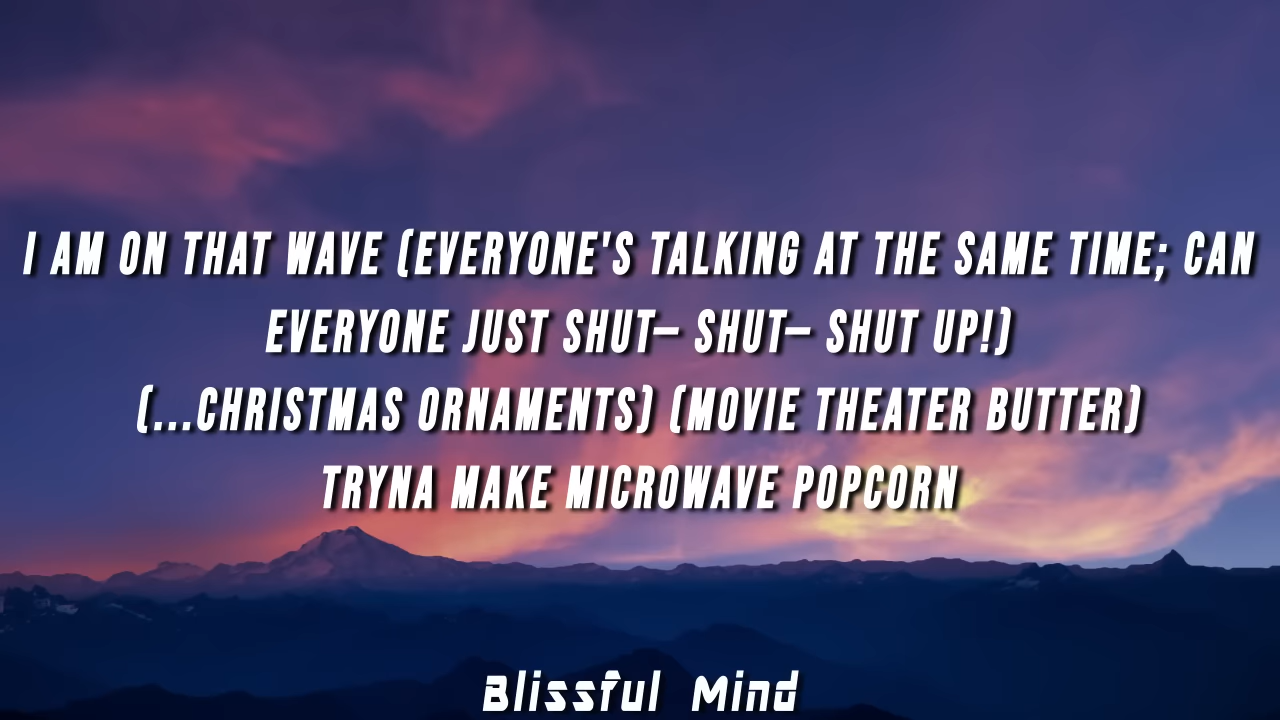 I AM ON THAT WAVE (EVERYONE'S TALKING AT THE SAME TIME; CAN
EVERYONE JUST SHUT– SHUT– SHUT UP!)
(...CHRISTMAS ORNAMENTS) (MOVIE THEATER BUTTER)
TRYNA MAKE MICROWAVE POPCORN
Blissful Mind